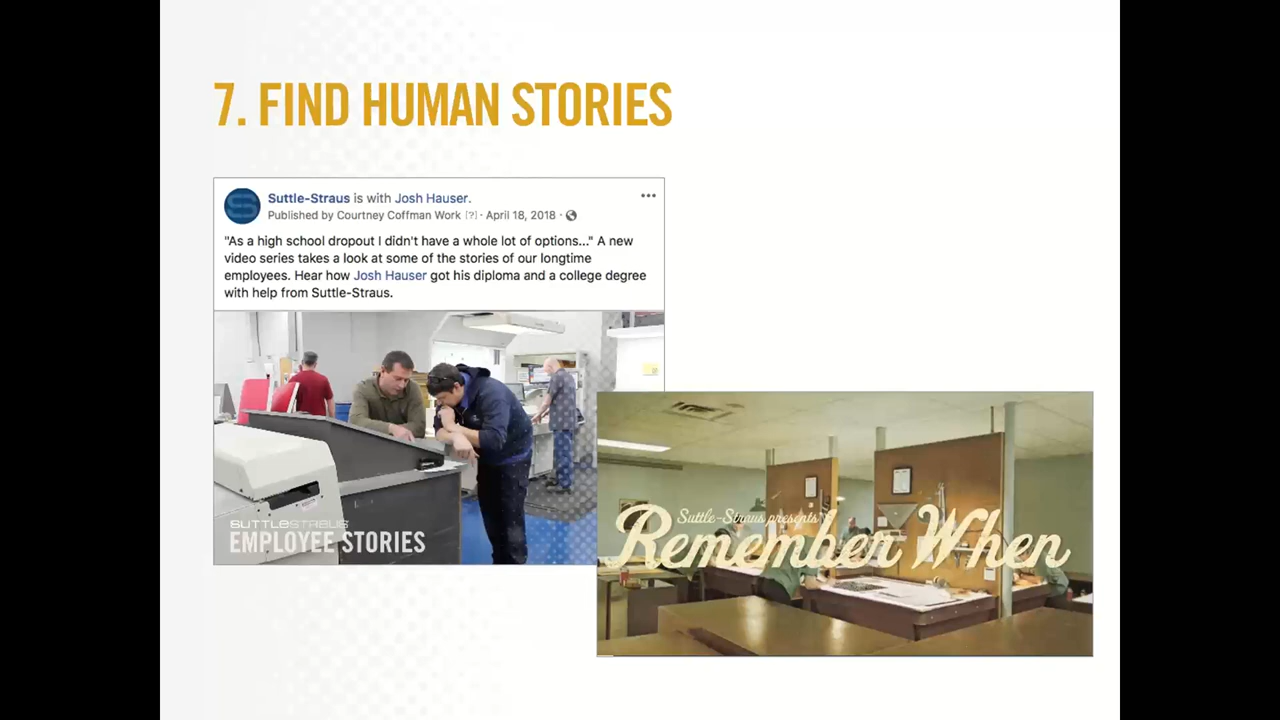 7. FIND HUMAN STORIES
Suttle-Straus is with Josh Hauser.
Published by Courtney Coffman Work [?] · April 18, 2018 ·
"As a high school dropout I didn't have a whole lot of options..." A new
video series takes a look at some of the stories of our longtime
employees. Hear how Josh Hauser got his diploma and a college degree
with help from Suttle-Straus.
SUTTLESTRAUS
EMPLOYEE STORIES
Suttle-Straus presents
Remember When